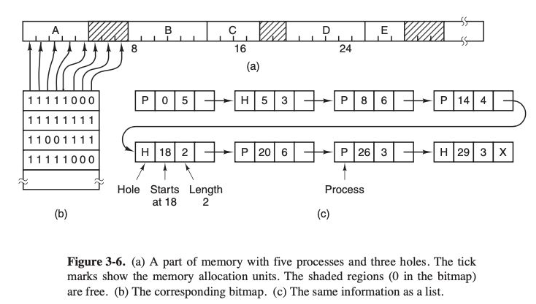 A B C D E
8 16 24
(a)
11111000
11111111
11001111
11111000
P 0 5 H 5 3 P 8 6 P 14 4
H 18 2 P 20 6 P 26 3 H 29 3 X
Hole Starts Length Process
at 18 2
(b) (c)
Figure 3-6. (a) A part of memory with five processes and three holes. The tick
marks show the memory allocation units. The shaded regions (0 in the bitmap)
are free. (b) The corresponding bitmap. (c) The same information as a list.